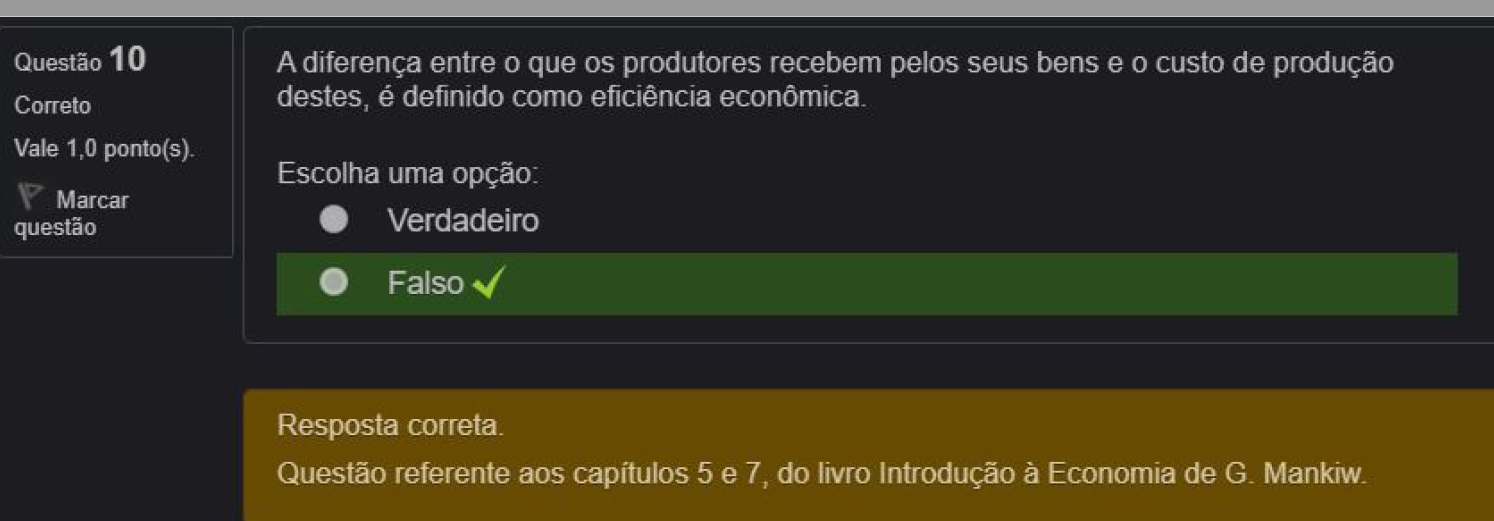 Questão 10
Correto
Vale 1,0 ponto(s).
Marcar
questão
A diferença entre o que os produtores recebem pelos seus bens e o custo de produção
destes, é definido como eficiência econômica.
Escolha uma opção:
Verdadeiro
Falso
Resposta correta.
Questão referente aos capítulos 5 e 7, do livro Introdução à Economia de G. Mankiw.